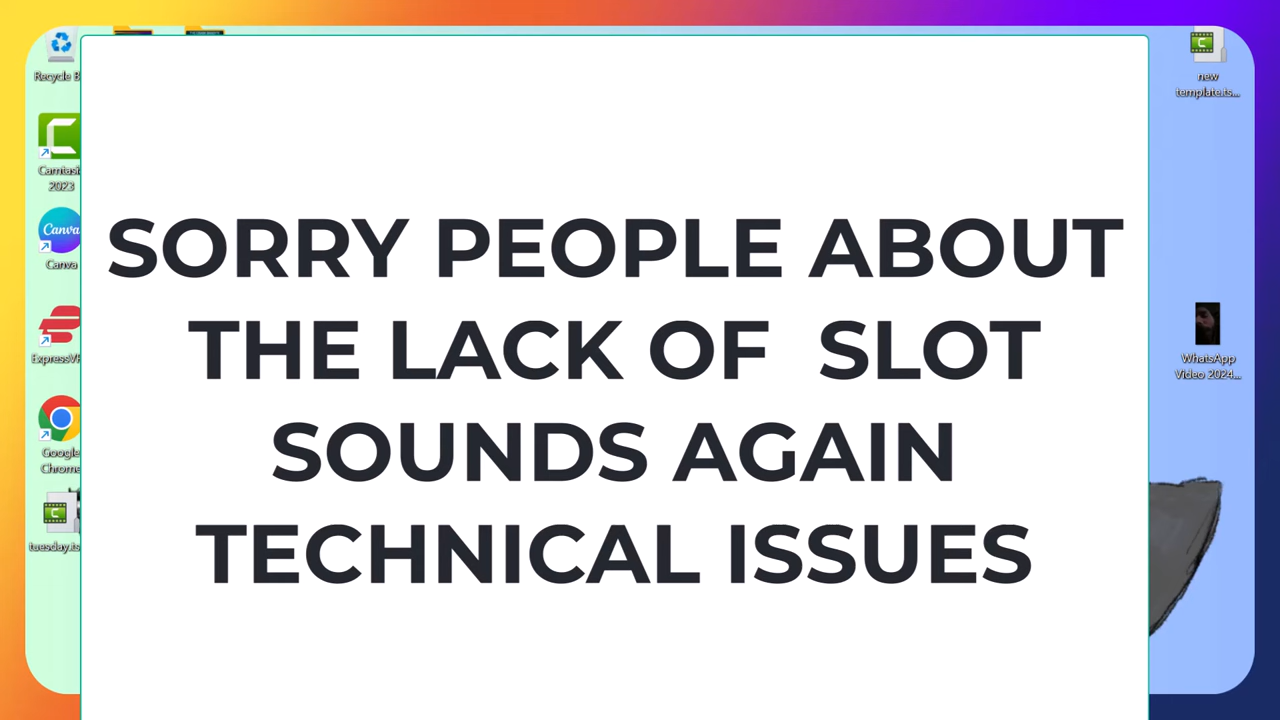 Recycle B
Camtasi
2023
Canva
Canva
ExpressVP
Google
Chrome
tuesday.ts
SORRY PEOPLE ABOUT
THE LACK OF SLOT
SOUNDS AGAIN
TECHNICAL ISSUES
new
template.ts...
WhatsApp
Video 2024...